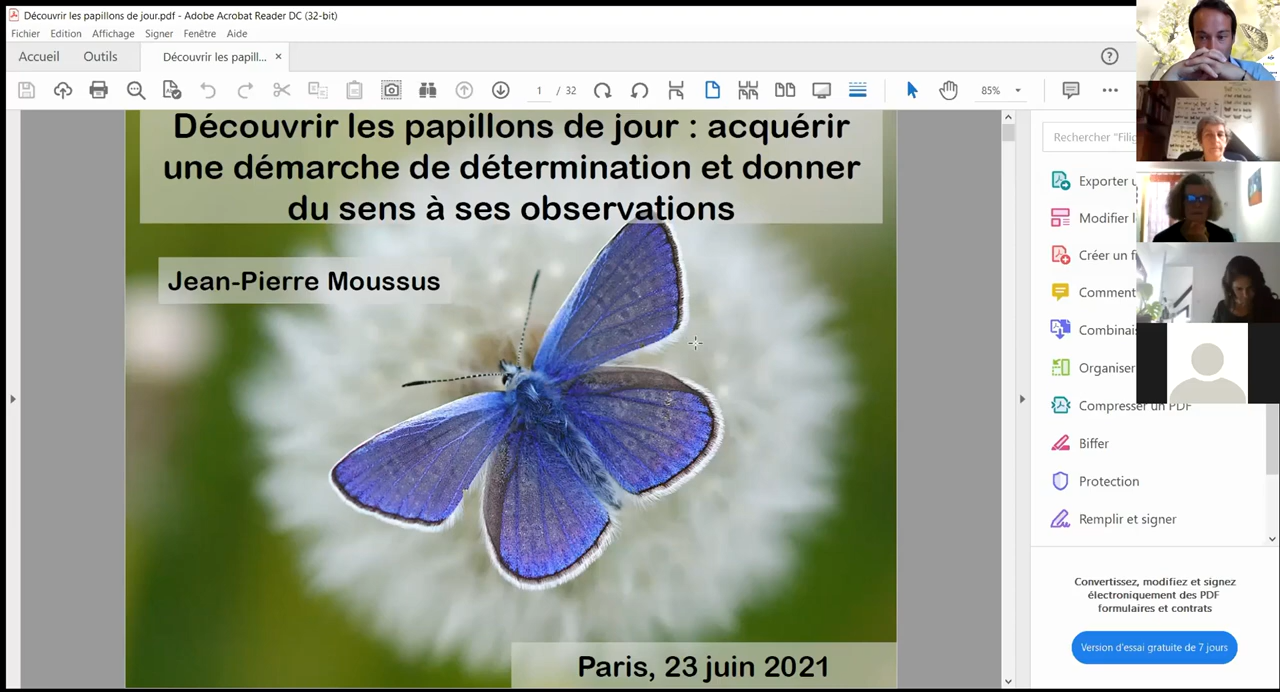 Découvrir les papillons de jour.pdf - Adobe Acrobat Reader DC (32-bit)
Fichier Edition Affichage Signer Fenêtre Aide
Accueil Outils Découvrir les papill... ×
1 / 32 85%
Découvrir les papillons de jour : acquérir
une démarche de détermination et donner
du sens à ses observations
Jean-Pierre Moussus
Paris, 23 juin 2021
Rechercher "Filig
Exporter
Modifier
Créer un f
Comment
Combinai
Organiser
Compresser un PDF
Biffer
Protection
Remplir et signer
Convertissez, modifiez et signez
électroniquement des PDF
formulaires et contrats
Version d'essai gratuite de 7 jours